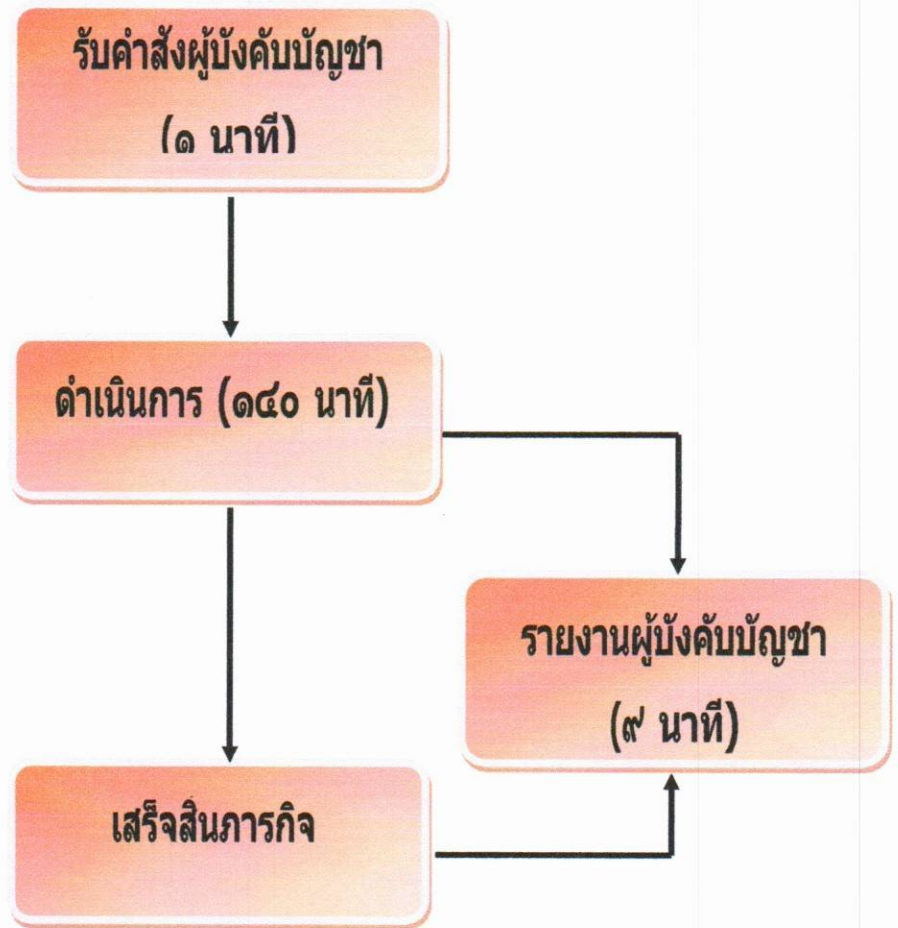 รับคำสังผู้บังคับบัญชา
(๑ นาที)
ดำเนินการ (๑๔๐ นาที)
รายงานผู้บังคับบัญชา
(๙ นาที)
เสร็จสินภารกิจ